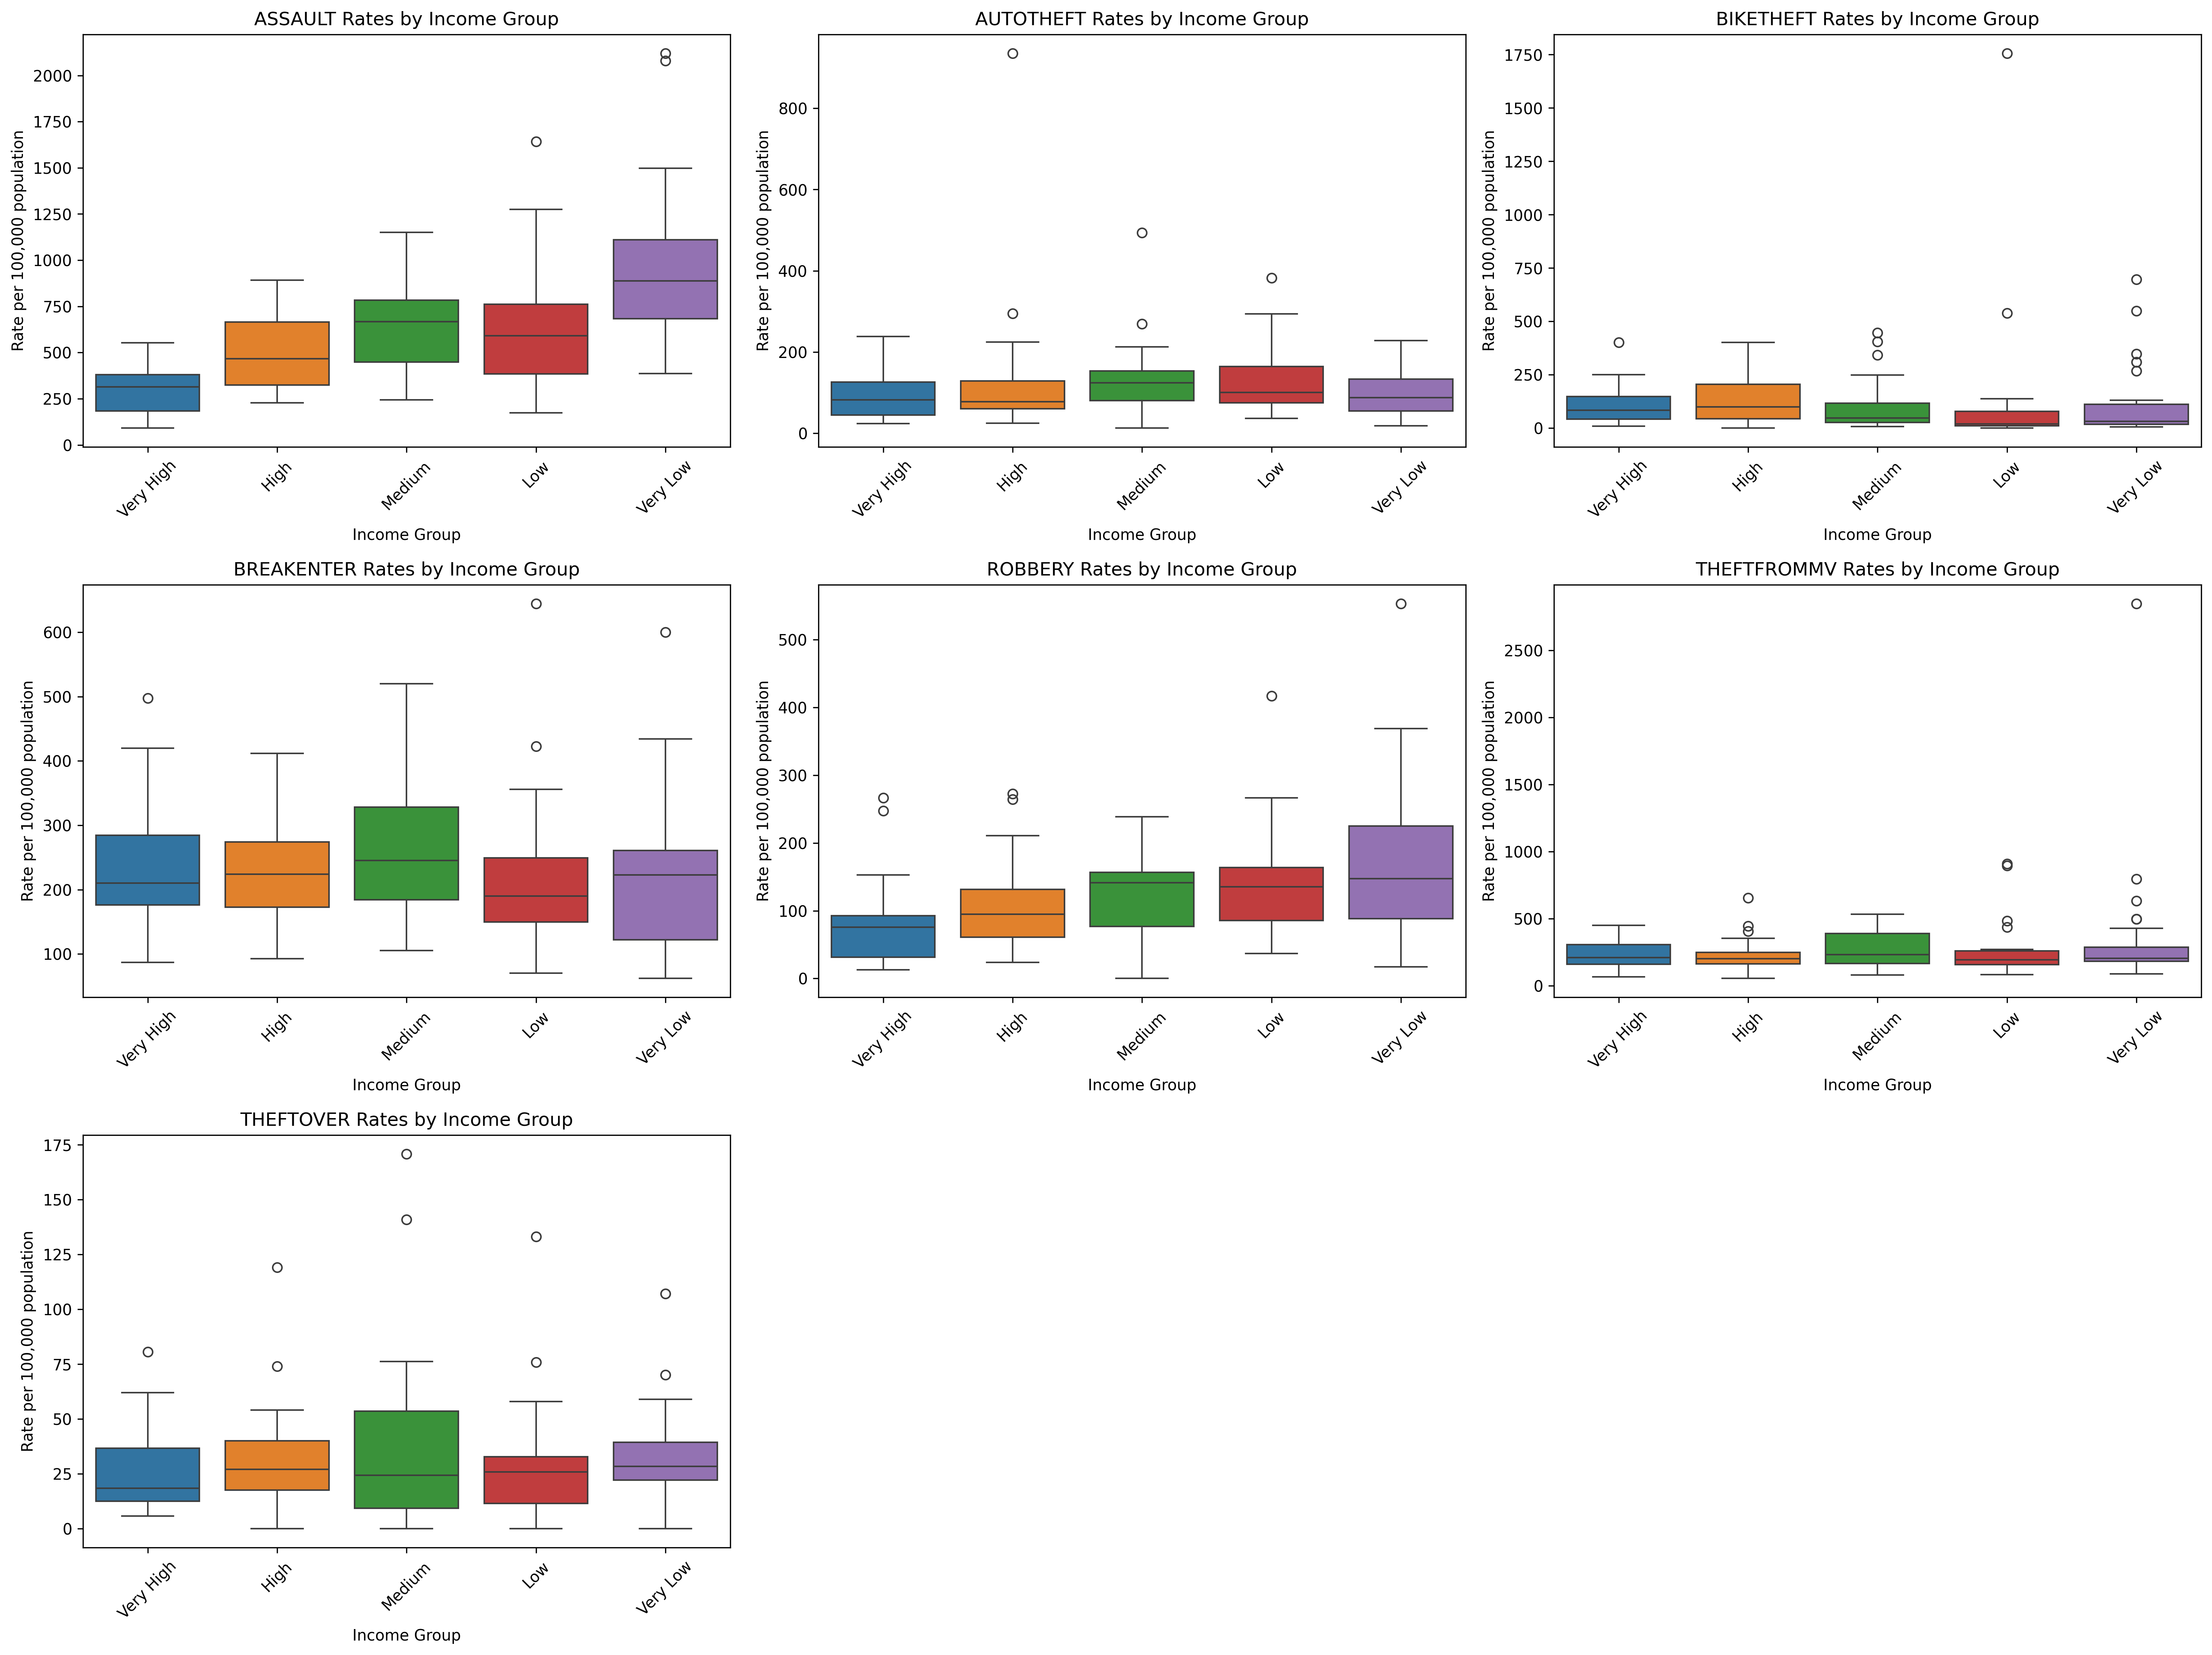 ASSAULT Rates by Income Group
Rate per 100,000 population
2000
1750
1500
1250
1000
750
500
250
0
Very High
High
Medium
Low
Very Low
Income Group
AUTOTHEFT Rates by Income Group
Rate per 100,000 population
800
600
400
200
0
Very High
High
Medium
Low
Very Low
Income Group
BIKETHEFT Rates by Income Group
Rate per 100,000 population
1750
1500
1250
1000
750
500
250
0
Very High
High
Medium
Low
Very Low
Income Group
BREAKENTER Rates by Income Group
Rate per 100,000 population
600
500
400
300
200
100
Very High
High
Medium
Low
Very Low
Income Group
ROBBERY Rates by Income Group
Rate per 100,000 population
500
400
300
200
100
0
Very High
High
Medium
Low
Very Low
Income Group
THEFTFROMMV Rates by Income Group
Rate per 100,000 population
2500
2000
1500
1000
500
0
Very High
High
Medium
Low
Very Low
Income Group
THEFTOVER Rates by Income Group
Rate per 100,000 population
175
150
125
100
75
50
25
0
Very High
High
Medium
Low
Very Low
Income Group